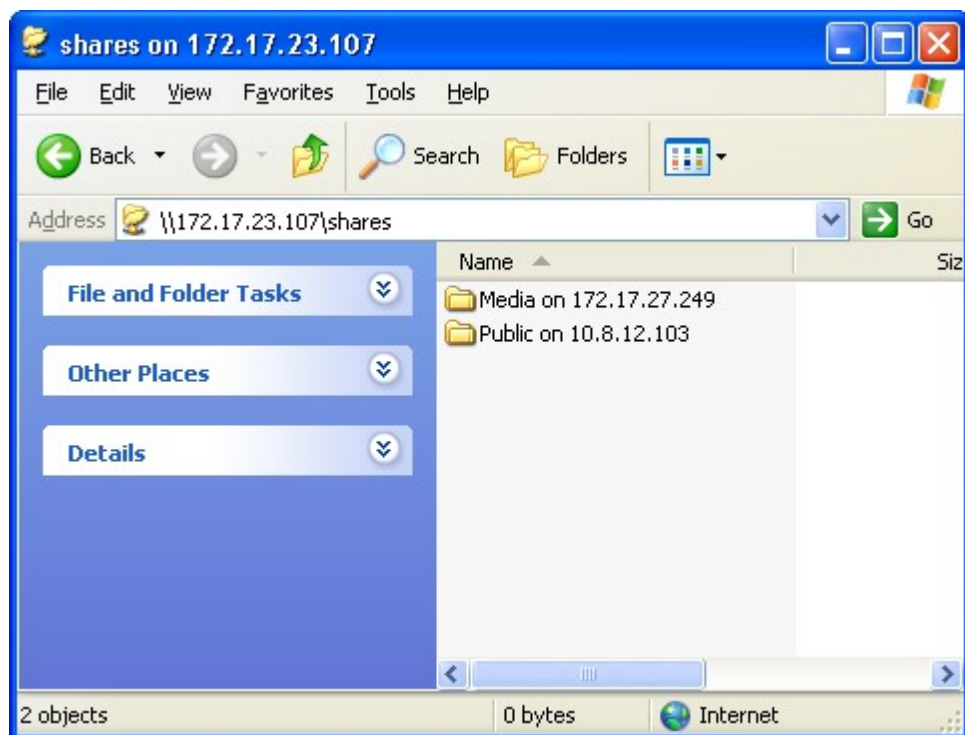 shares on 172.17.23.107
File Edit View Favorites Tools Help
Back Search Folders
Address \\172.17.23.107\shares Go
Name Siz
File and Folder Tasks
Media on 172.17.27.249
Public on 10.8.12.103
Other Places
Details
2 objects 0 bytes Internet